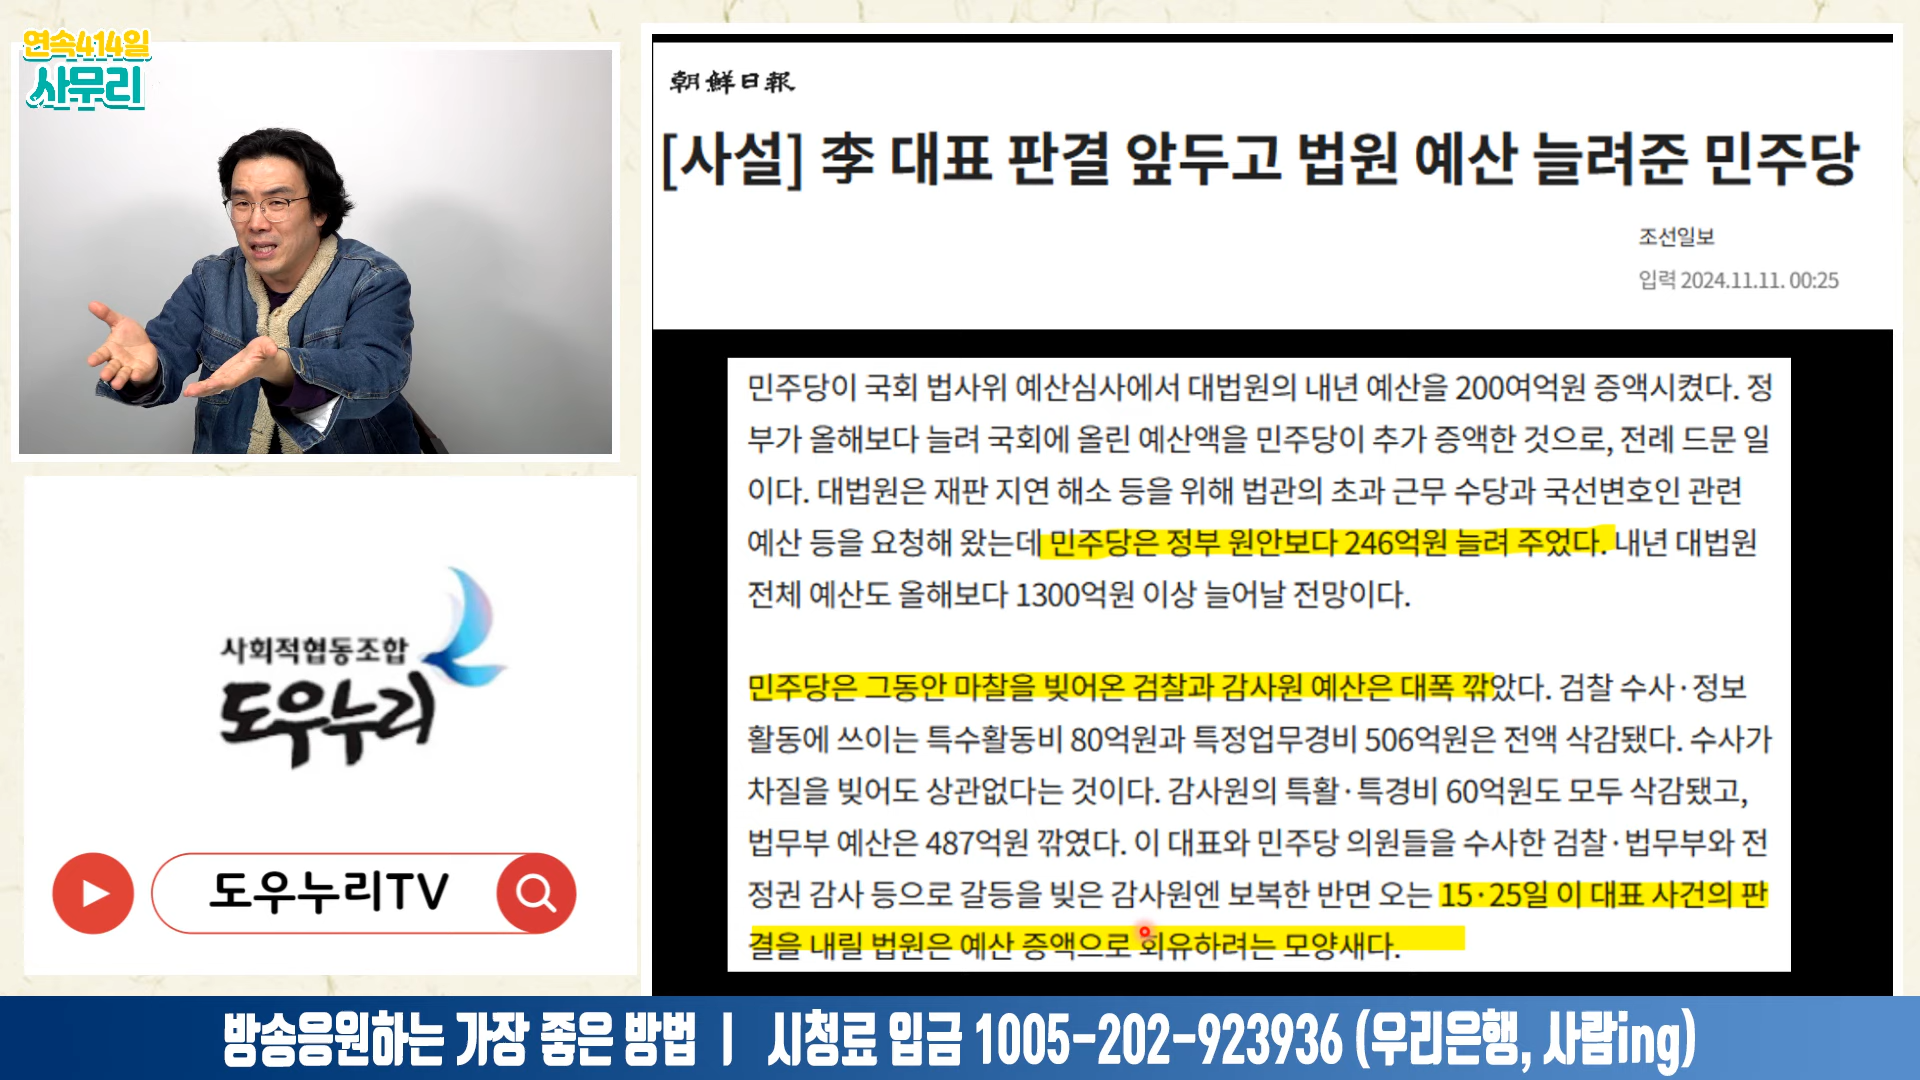 연속414일
사무리
朝鮮日報
[사설] 李 대표 판결 앞두고 법원 예산 늘려준 민주당
조선일보
입력 2024.11.11. 00:25
민주당이 국회 법사위 예산심사에서 대법원의 내년 예산을 200여억원 증액시켰다. 정
부가 올해보다 늘려 국회에 올린 예산액을 민주당이 추가 증액한 것으로, 전례 드문 일
이다. 대법원은 재판 지연 해소 등을 위해 법관의 초과 근무 수당과 국선변호인 관련
예산 등을 요청해 왔는데 민주당은 정부 원안보다 246억원 늘려 주었다. 내년 대법원
전체 예산도 올해보다 1300억원 이상 늘어날 전망이다.
민주당은 그동안 마찰을 빚어온 검찰과 감사원 예산은 대폭 깎았다. 검찰 수사·정보
활동에 쓰이는 특수활동비 80억원과 특정업무경비 506억원은 전액 삭감됐다. 수사가
차질을 빚어도 상관없다는 것이다. 감사원의 특활·특경비 60억원도 모두 삭감됐고,
법무부 예산은 487억원 깎였다. 이 대표와 민주당 의원들을 수사한 검찰·법무부와 전
정권 감사 등으로 갈등을 빚은 감사원엔 보복한 반면 오는 15·25일 이 대표 사건의 판
결을 내릴 법원은 예산 증액으로 회유하려는 모양새다.
사회적협동조합
도우누리
도우누리TV
방송응원하는 가장 좋은 방법 | 시청료 입금 1005-202-923936 (우리은행, 사람ing)